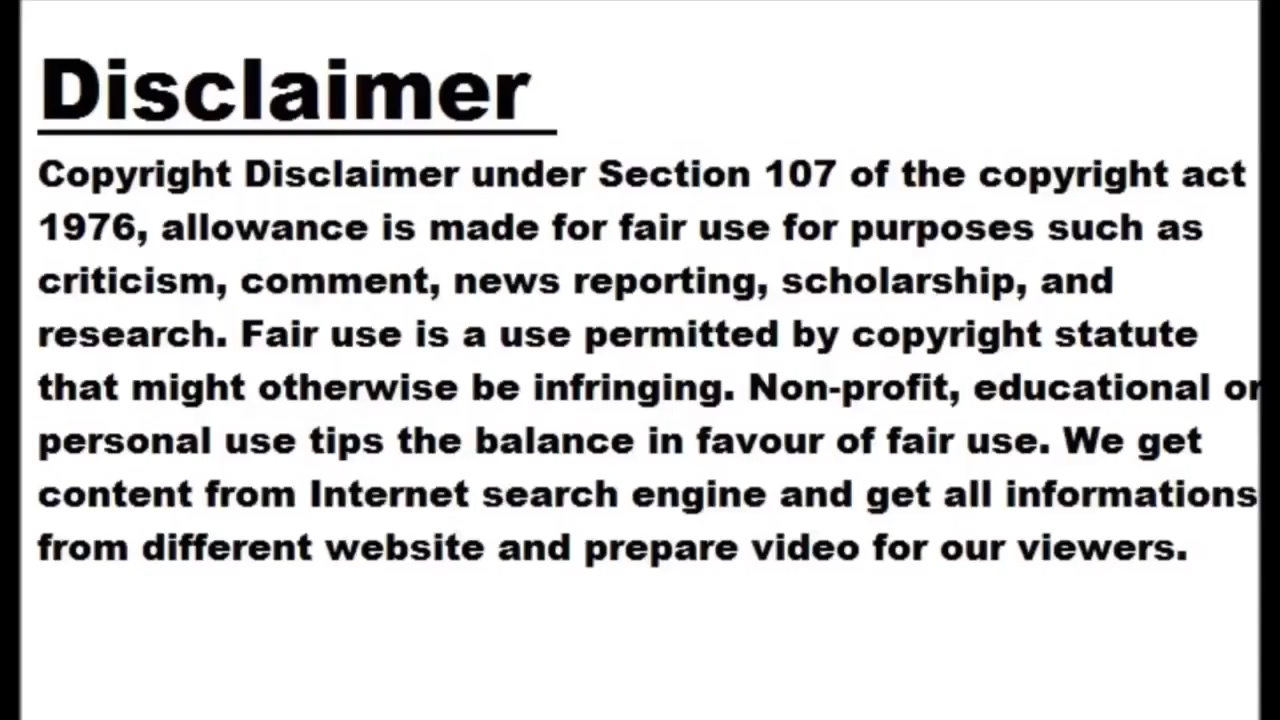 Disclaimer
Copyright Disclaimer under Section 107 of the copyright act
1976, allowance is made for fair use for purposes such as
criticism, comment, news reporting, scholarship, and
research. Fair use is a use permitted by copyright statute
that might otherwise be infringing. Non-profit, educational or
personal use tips the balance in favour of fair use. We get
content from Internet search engine and get all informations
from different website and prepare video for our viewers.